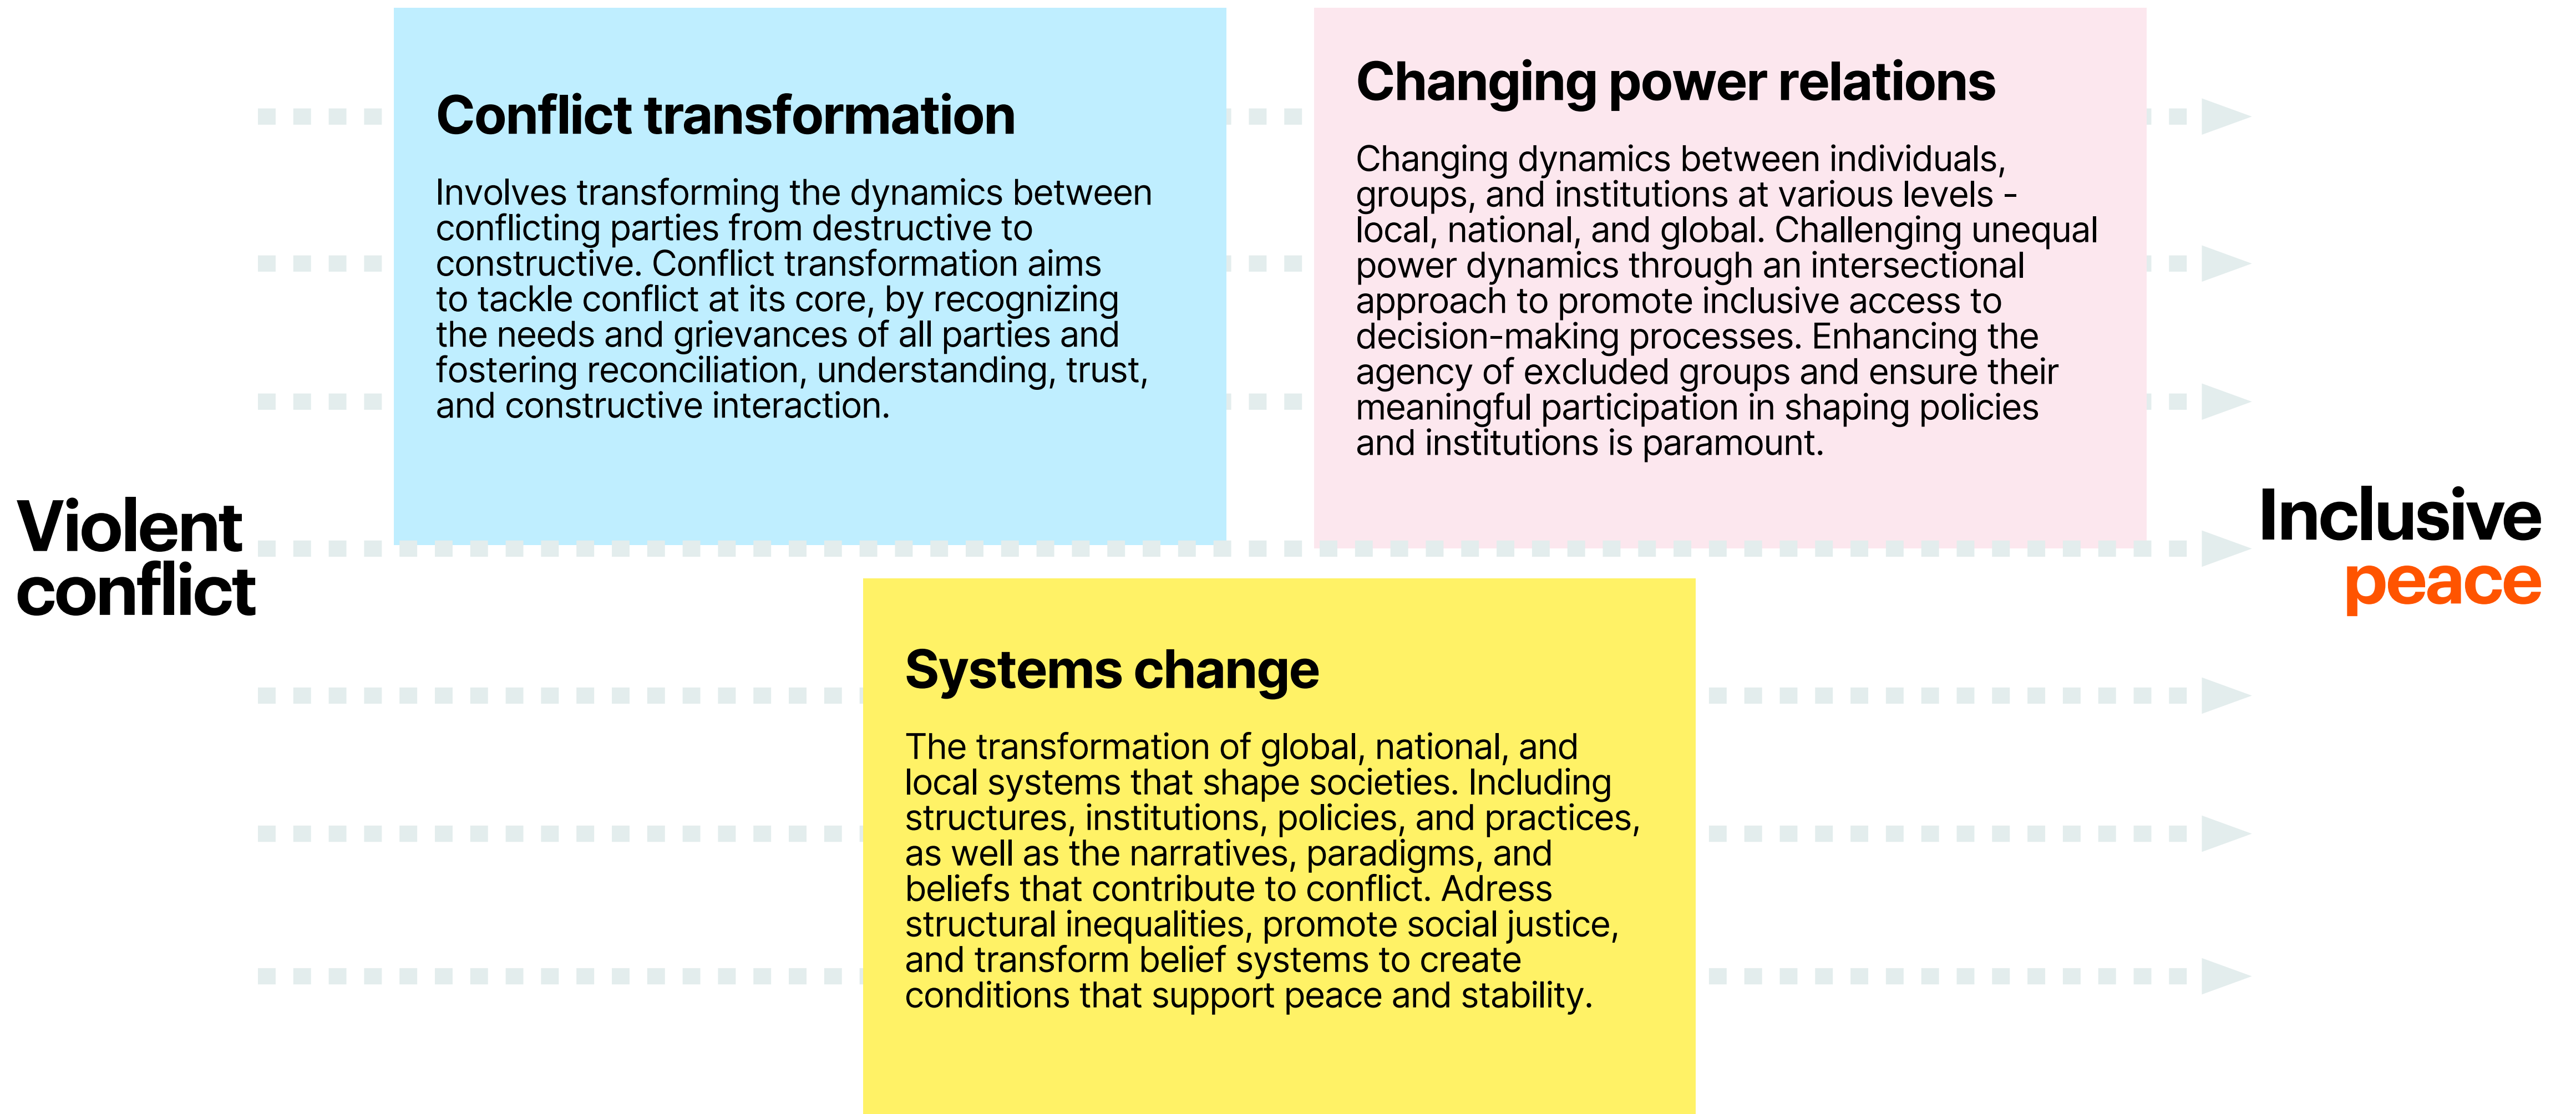 Violent
conflict
Conflict transformation
Involves transforming the dynamics between
conflicting parties from destructive to
constructive. Conflict transformation aims
to tackle conflict at its core, by recognizing
the needs and grievances of all parties and
fostering reconciliation, understanding, trust,
and constructive interaction.
Changing power relations
Changing dynamics between individuals,
groups, and institutions at various levels -
local, national, and global. Challenging unequal
power dynamics through an intersectional
approach to promote inclusive access to
decision-making processes. Enhancing the
agency of excluded groups and ensure their
meaningful participation in shaping policies
and institutions is paramount.
Systems change
The transformation of global, national, and
local systems that shape societies. Including
structures, institutions, policies, and practices,
as well as the narratives, paradigms, and
beliefs that contribute to conflict. Adress
structural inequalities, promote social justice,
and transform belief systems to create
conditions that support peace and stability.
Inclusive
peace